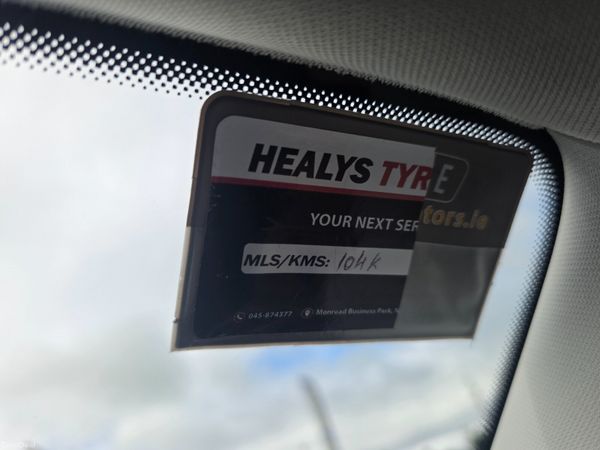 HEALYS TYRE
YOUR NEXT SER
tors.ie
MLS/KMS: 104K
045-874377 Monread Business Park, N